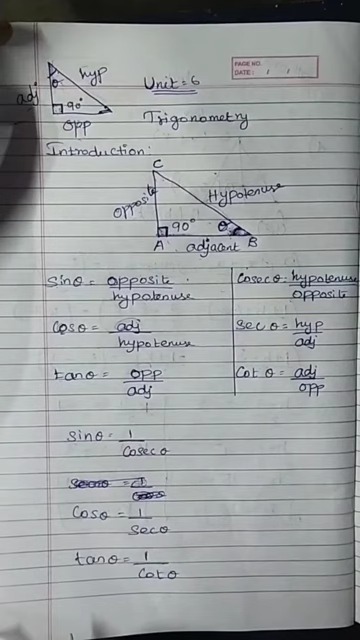 PAGE NO.
DATE: / /
hyp
Unit = 6
adj
θ
90°
opp
Trigonometry
Introduction:
C
opposite
Hypotenuse
90°
θ
A
adjacent
B
sinθ = opposite/hypotenuse
Cosecθ = hypotenuse/opposite
Cosθ = adj/hypotenuse
sec θ = hyp/adj
tanθ = opp/adj
Cot θ = adj/opp
sinθ = 1/Cosecθ
Cosθ = 1/secθ
tanθ = 1/Cotθ